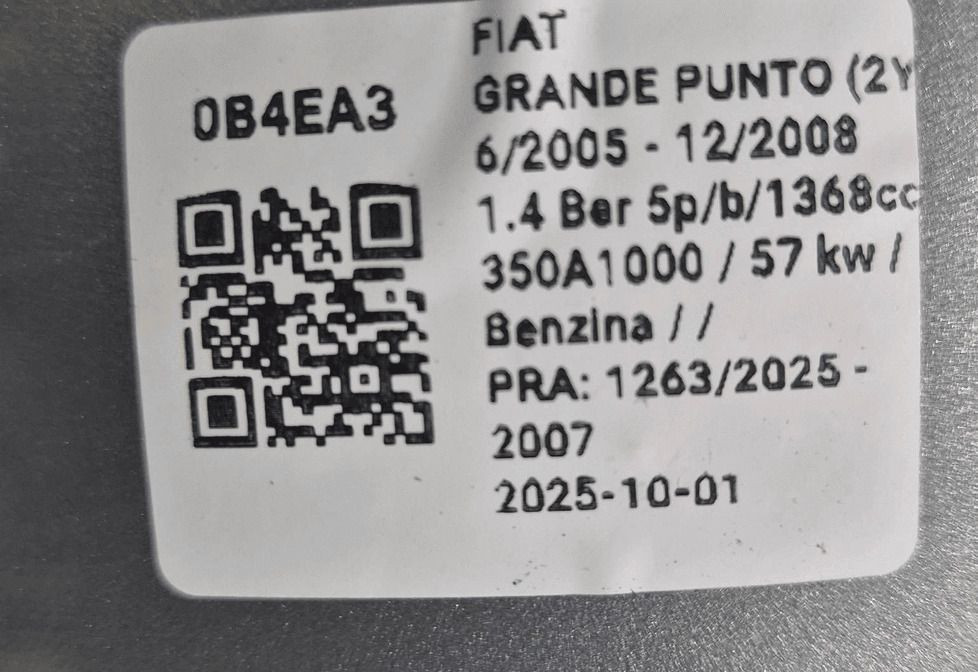 0B4EA3
FIAT
GRANDE PUNTO (2Y
6/2005 - 12/2008
1.4 Ber 5p/b/1368cc
350A1000 / 57 kw /
Benzina / /
PRA: 1263/2025 -
2007
2025-10-01